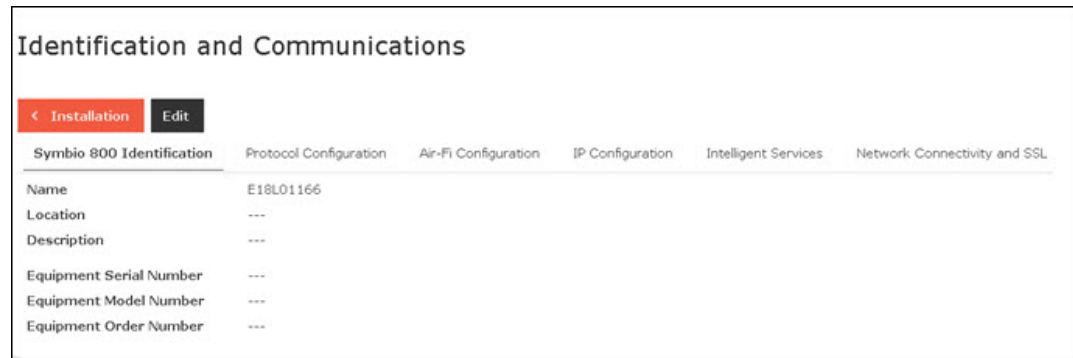 Identification and Communications
< Installation Edit
Symbio 800 Identification Protocol Configuration Air-Fi Configuration IP Configuration Intelligent Services Network Connectivity and SSL
Name E18L01166
Location ---
Description ---
Equipment Serial Number ---
Equipment Model Number ---
Equipment Order Number ---